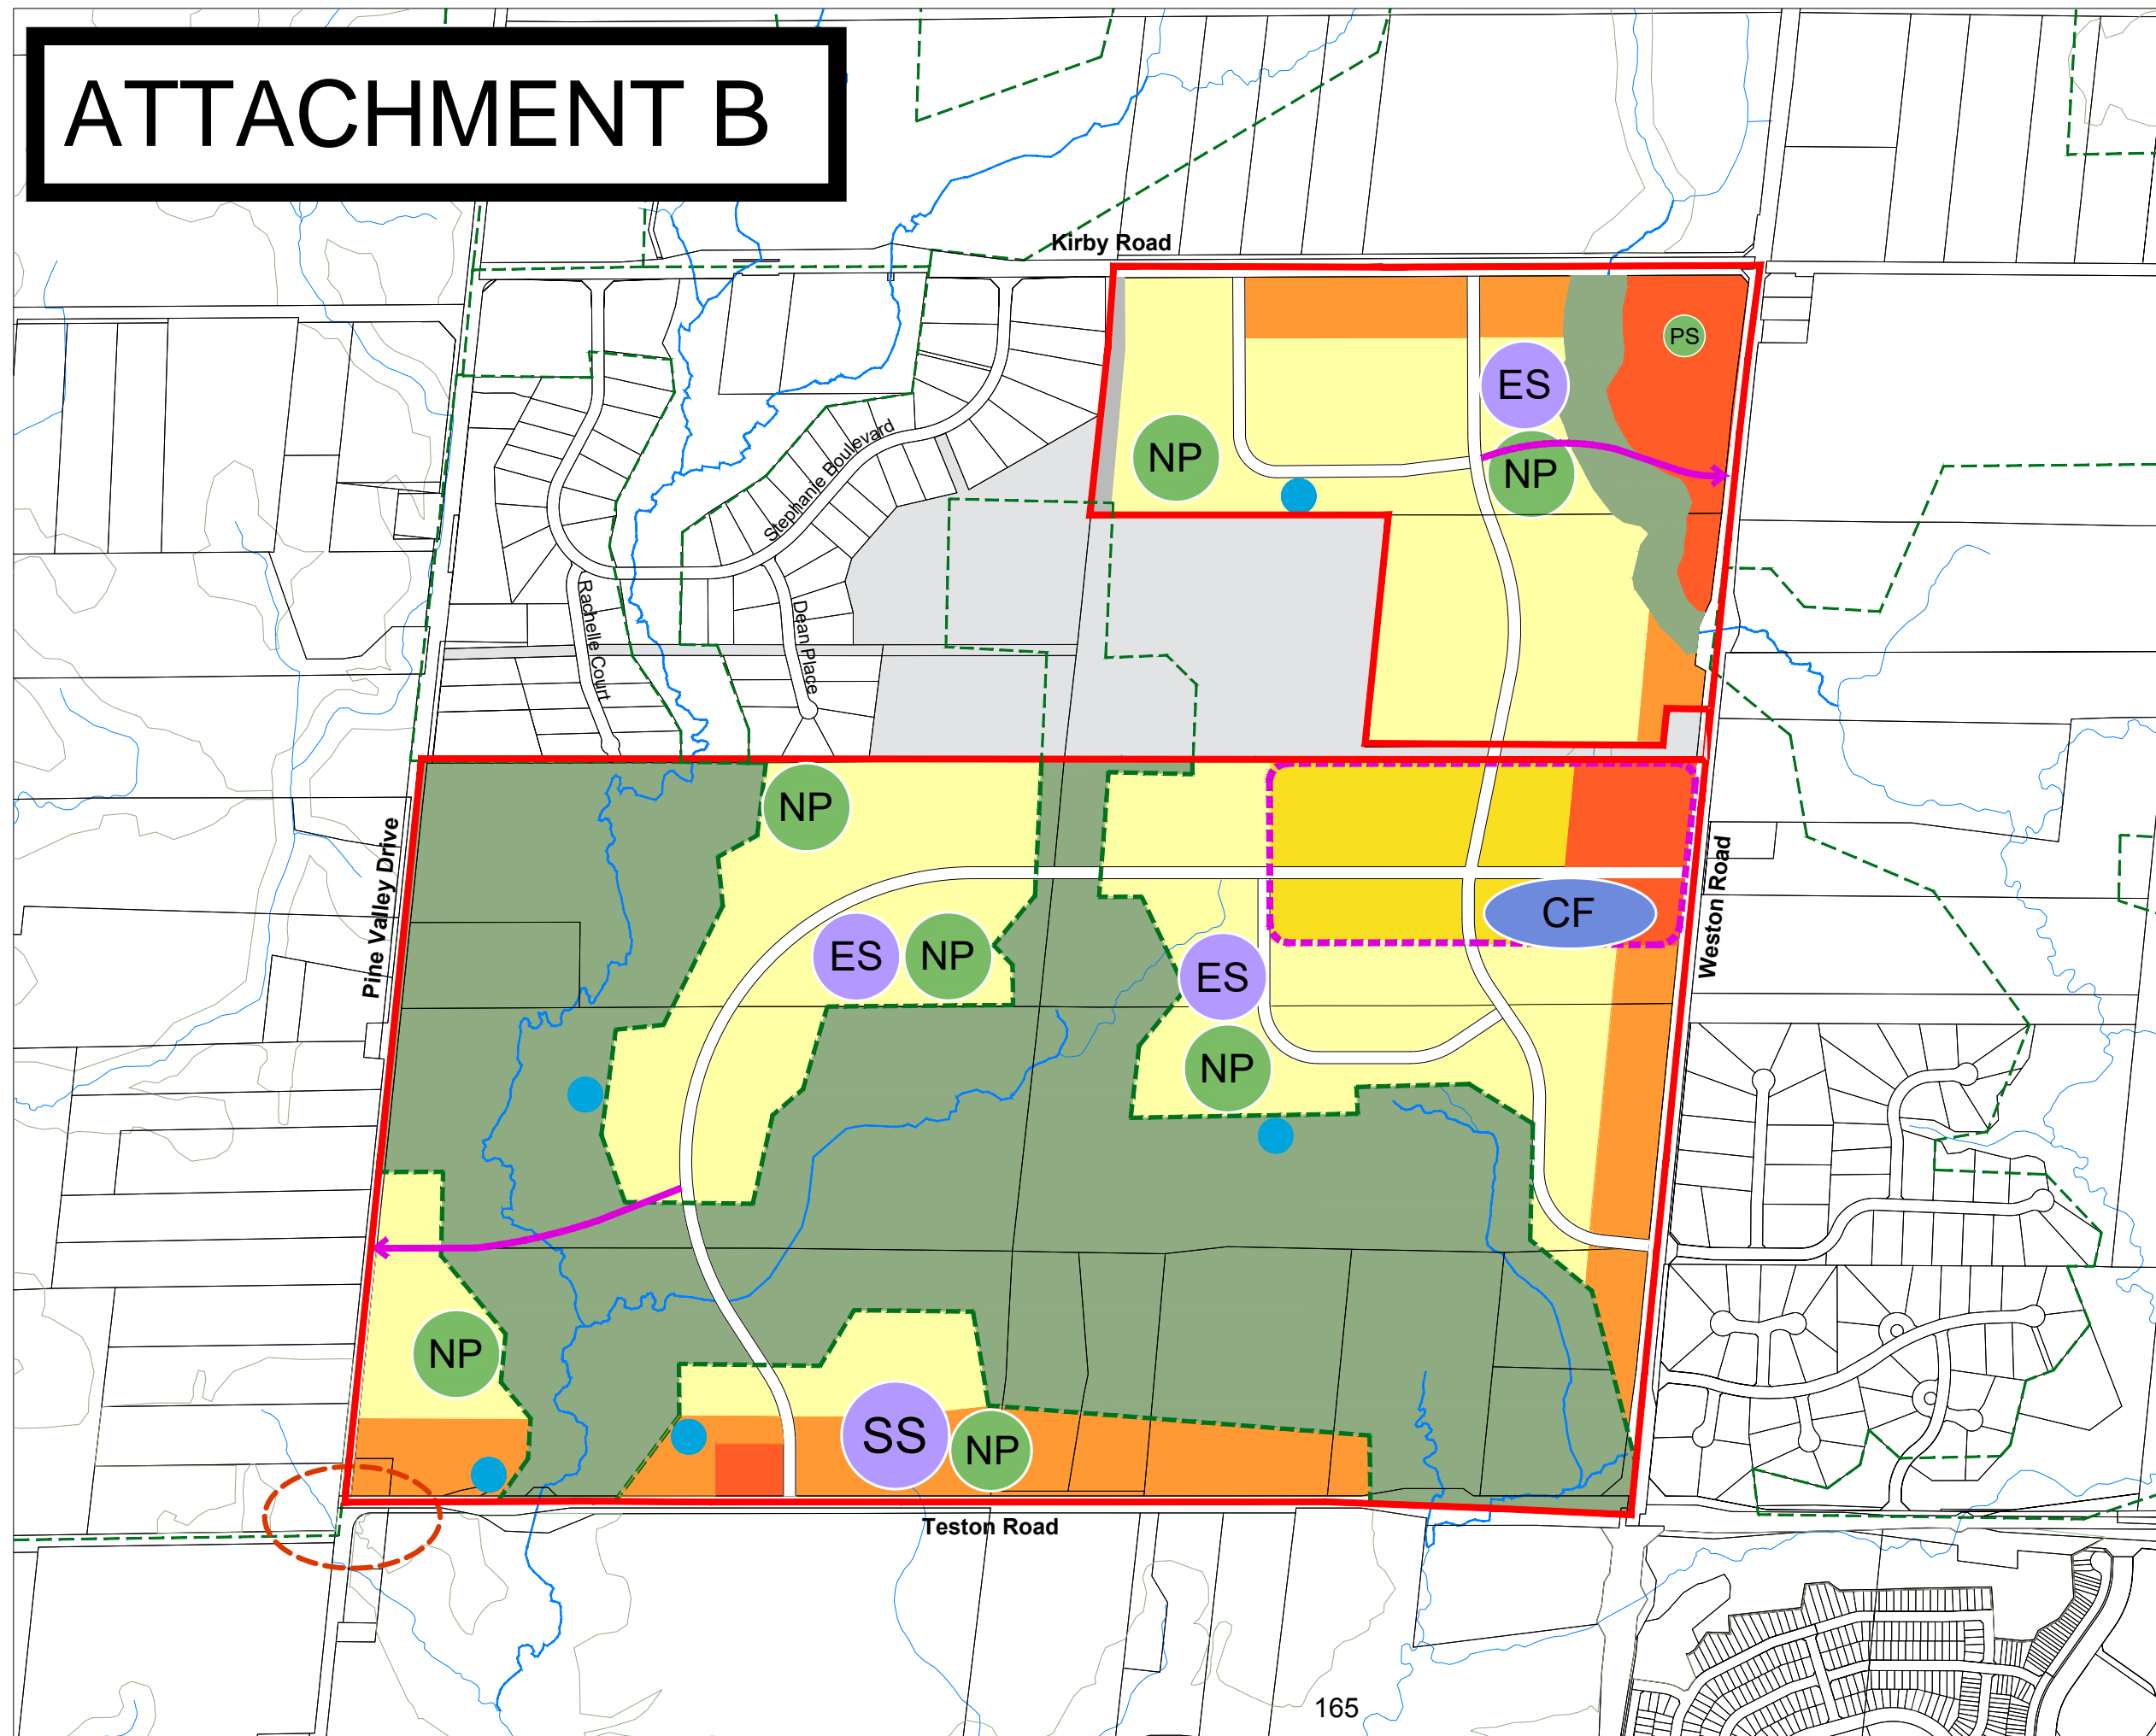 ATTACHMENT B
Kirby Road
PS
ES
NP
NP
Stephanie Boulevard
Rachelle Court
Dean Place
NP
Pine Valley Drive
Weston Road
CF
ES
NP
ES
NP
NP
SS
NP
Teston Road
165